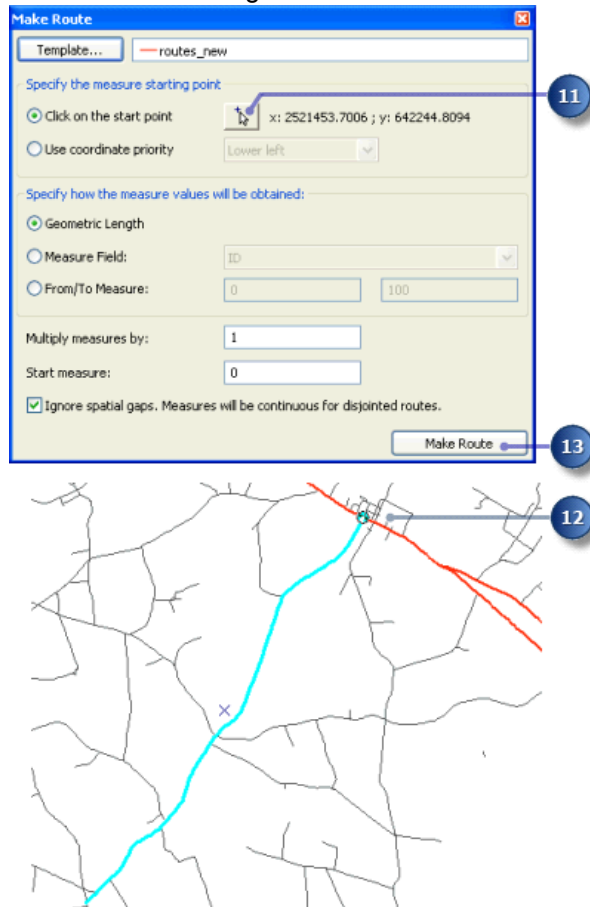 Make Route
Template... routes_new
Specify the measure starting point
Click on the start point x: 2521453.7006 ; y: 642244.8094
11
Use coordinate priority Lower left
Specify how the measure values will be obtained:
Geometric Length
Measure Field: ID
From/To Measure: 0 100
Multiply measures by: 1
Start measure: 0
Ignore spatial gaps. Measures will be continuous for disjointed routes.
Make Route
13
12